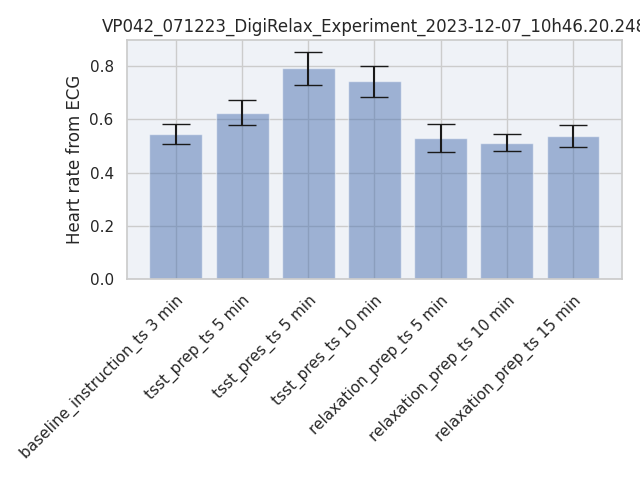 VP042_071223_DigiRelax_Experiment_2023-12-07_10h46.20.248
Heart rate from ECG
0.8
0.6
0.4
0.2
0.0
baseline_instruction_ts 3 min
tsst_prep_ts 5 min
tsst_pres_ts 5 min
tsst_pres_ts 10 min
relaxation_prep_ts 5 min
relaxation_prep_ts 10 min
relaxation_prep_ts 15 min